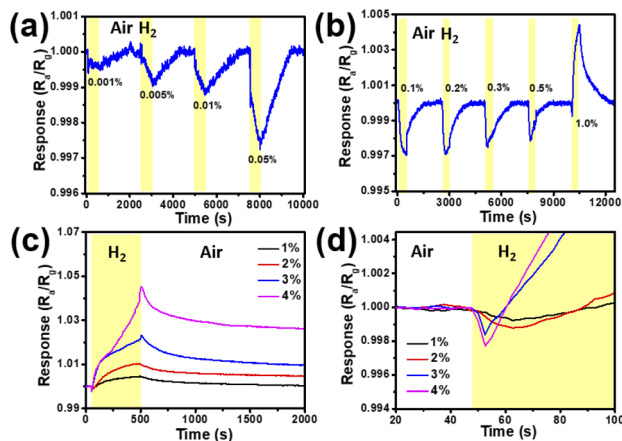 (a)
Air H2
Response (Ra/Rg)
1.001
1.000
0.999
0.998
0.997
0.996
0.001%
0.005%
0.01%
0.05%
0 2000 4000 6000 8000 10000
Time (s)
(b)
Air H2
Response (Ra/Rg)
1.005
1.003
1.001
0.999
0.997
0.995
0.1%
0.2%
0.3%
0.5%
1.0%
0 3000 6000 9000 12000
Time (s)
(c)
H2 Air
Response (Ra/Rg)
1.07
1.05
1.03
1.01
0.99
1%
2%
3%
4%
0 500 1000 1500 2000
Time (s)
(d)
Air H2
Response (Ra/Rg)
1.004
1.002
1.000
0.998
0.996
0.994
1%
2%
3%
4%
20 40 60 80 100
Time (s)